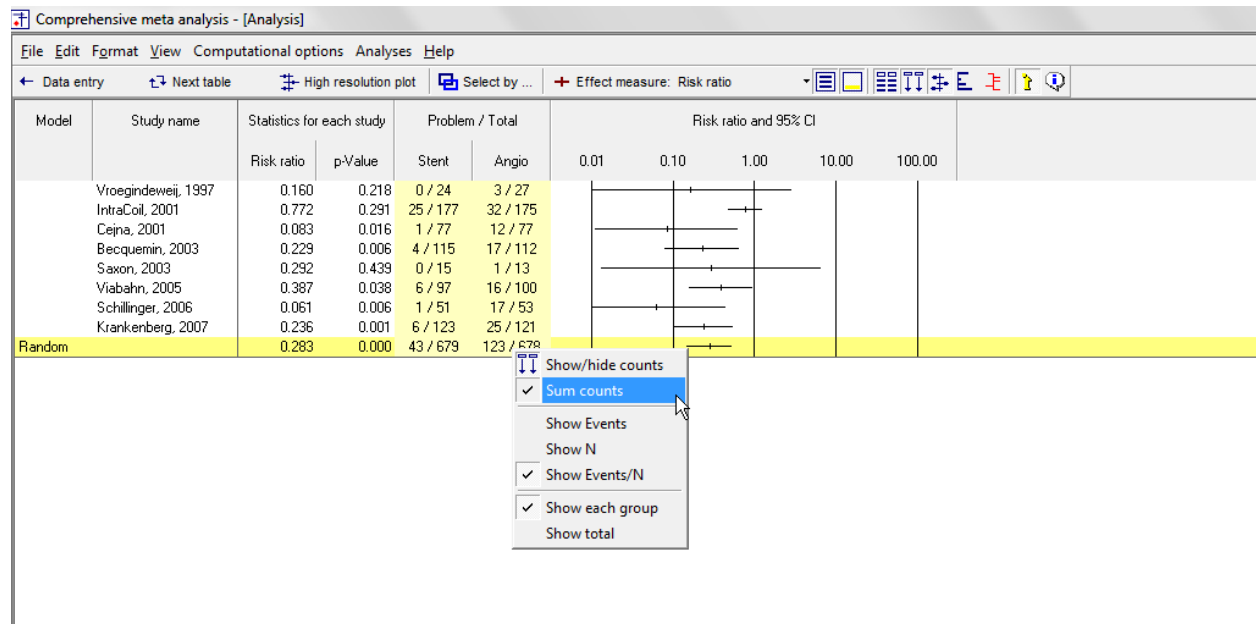 Comprehensive meta analysis - [Analysis]
File Edit Format View Computational options Analyses Help
← Data entry Next table High resolution plot Select by ... Effect measure: Risk ratio
Model Study name Statistics for each study Problem / Total Risk ratio and 95% CI
Risk ratio p-Value Stent Angio 0.01 0.10 1.00 10.00 100.00
Vroegindeweij, 1997 0.160 0.218 0 / 24 3 / 27
IntraCoil, 2001 0.772 0.291 25 / 177 32 / 175
Cejna, 2001 0.083 0.016 1 / 77 12 / 77
Becquemin, 2003 0.229 0.006 4 / 115 17 / 112
Saxon, 2003 0.292 0.439 0 / 15 1 / 13
Viabahn, 2005 0.387 0.038 6 / 97 16 / 100
Schillinger, 2006 0.061 0.006 1 / 51 17 / 53
Krankenberg, 2007 0.236 0.001 6 / 123 25 / 121
Random 0.283 0.000 43 / 679 123 / 678
Show/hide counts
Sum counts
Show Events
Show N
Show Events/N
Show each group
Show total